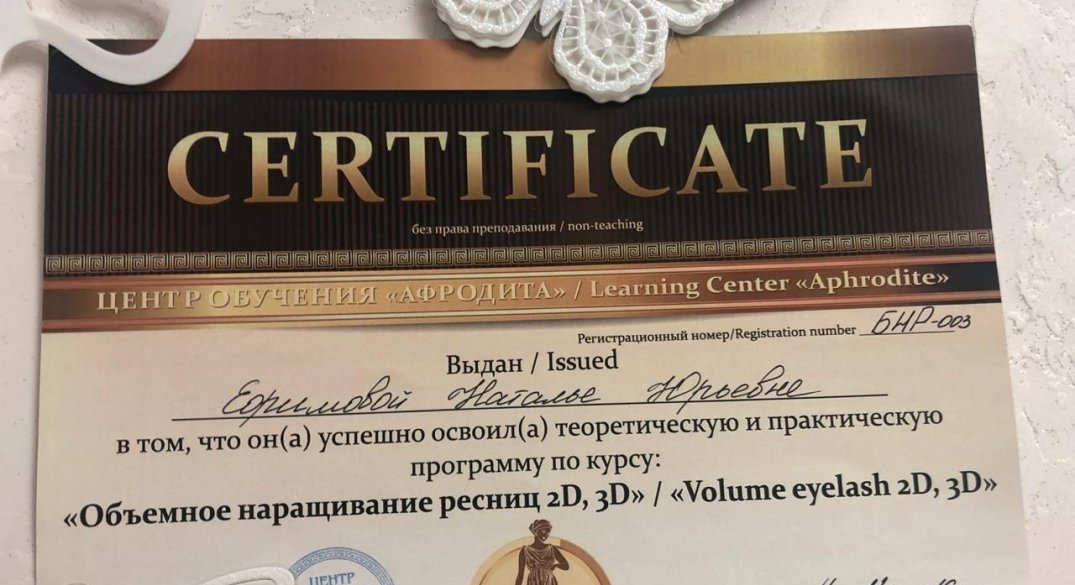 CERTIFICATE
без права преподавания / non-teaching
ЦЕНТР ОБУЧЕНИЯ «АФРОДИТА» / Learning Center «Aphrodite»
Регистрационный номер/Registration number БНР-003
Выдан / Issued
Ефимовой Наталье Юрьевне
в том, что он(а) успешно освоил(а) теоретическую и практическую
программу по курсу:
«Объемное наращивание ресниц 2D, 3D» / «Volume eyelash 2D, 3D»
ЦЕНТР